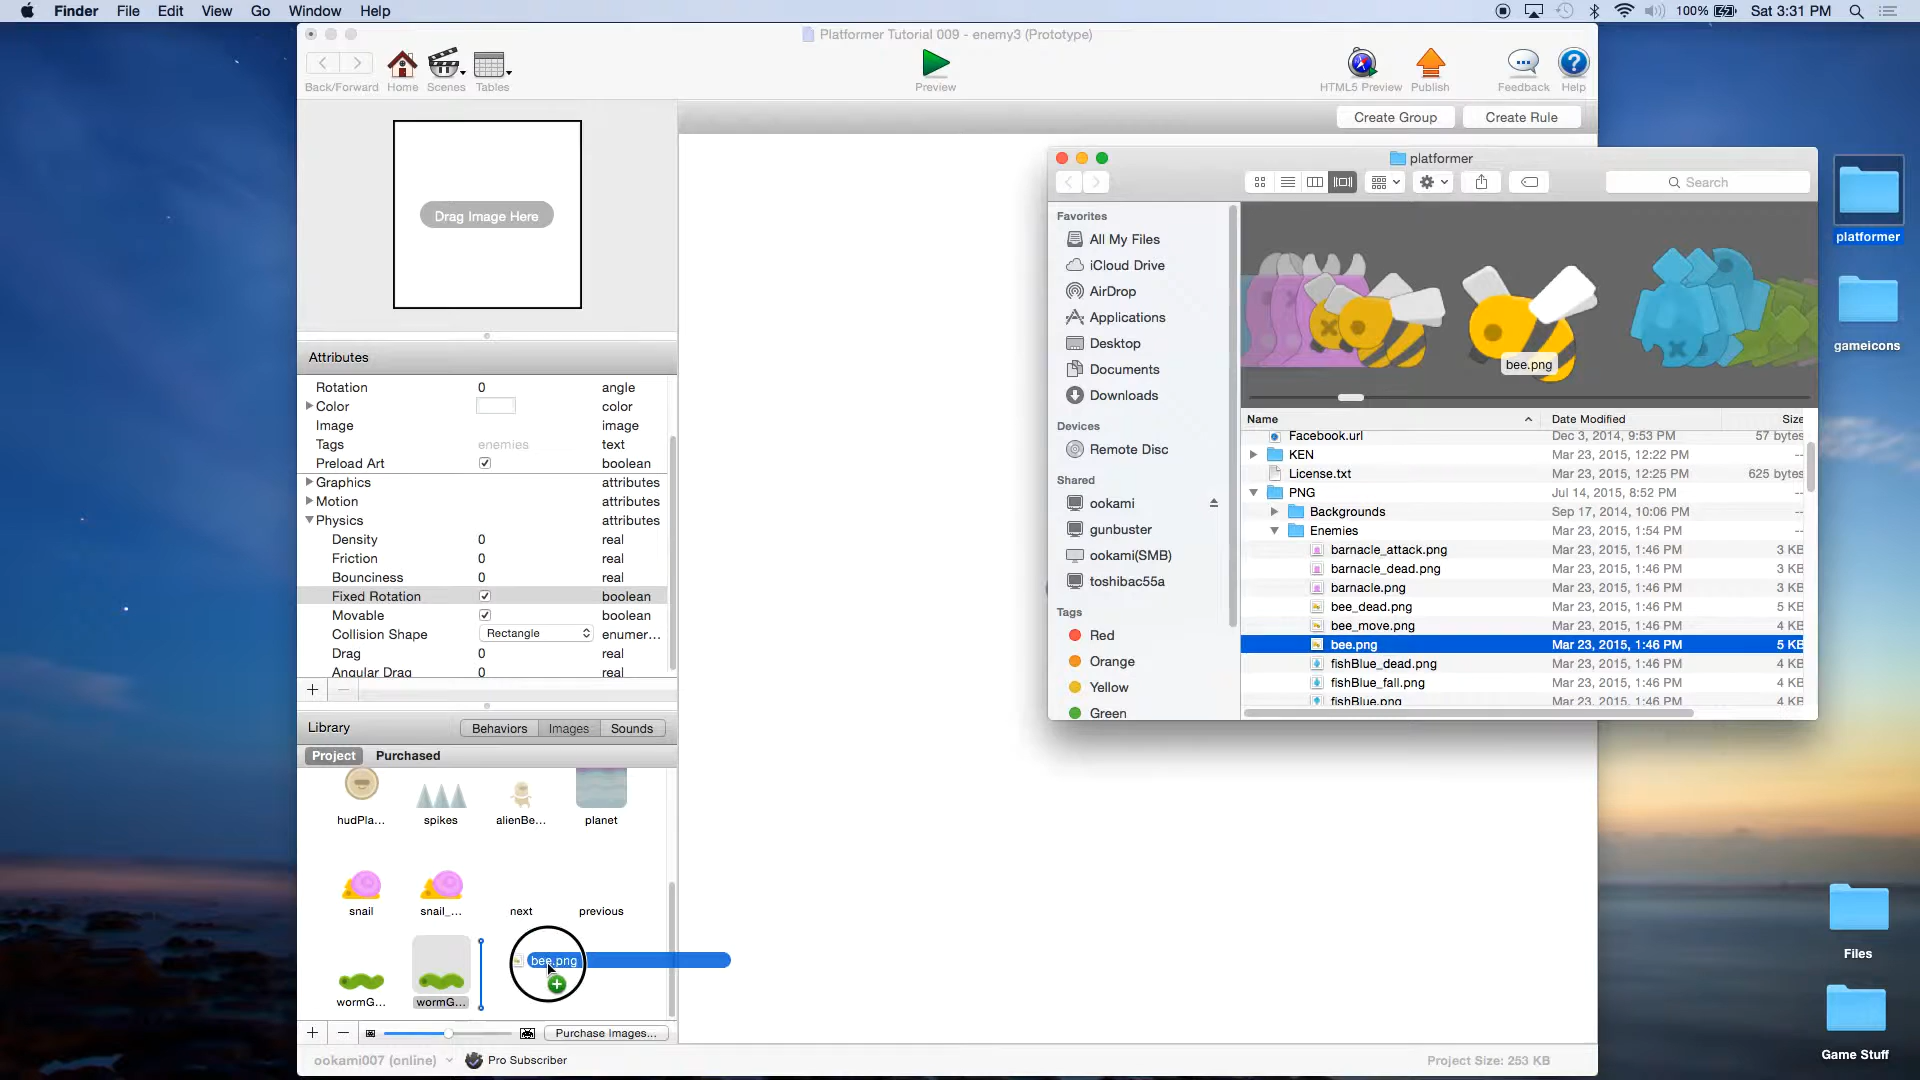 Finder File Edit View Go Window Help
100% Sat 3:31 PM
Platformer Tutorial 009 - enemy3 (Prototype)
Back/Forward Home Scenes Tables
Preview
HTML5 Preview Publish Feedback Help
Create Group Create Rule
Drag Image Here
Attributes
Rotation 0 angle
Color color
Image image
Tags enemies text
Preload Art boolean
Graphics attributes
Motion attributes
Physics attributes
Density 0 real
Friction 0 real
Bounciness 0 real
Fixed Rotation boolean
Movable boolean
Collision Shape Rectangle enumer...
Drag 0 real
Angular Drag 0 real
Library Behaviors Images Sounds
Project Purchased
hudPla... spikes alienBe... planet
snail snail_... next previous
bee.png
wormG... wormG...
Purchase Images...
ookami007 (online) Pro Subscriber
Project Size: 253 KB
platformer
Search
Favorites
All My Files
iCloud Drive
AirDrop
Applications
Desktop
Documents
Downloads
Devices
Remote Disc
Shared
ookami
gunbuster
ookami(SMB)
toshibac55a
Tags
Red
Orange
Yellow
Green
bee.png
Name Date Modified Size
Facebook.url Dec 3, 2014, 9:53 PM 57 bytes
KEN Mar 23, 2015, 12:22 PM --
License.txt Mar 23, 2015, 12:25 PM 625 bytes
PNG Jul 14, 2015, 8:52 PM --
Backgrounds Sep 17, 2014, 10:06 PM --
Enemies Mar 23, 2015, 1:54 PM --
barnacle_attack.png Mar 23, 2015, 1:46 PM 3 KB
barnacle_dead.png Mar 23, 2015, 1:46 PM 3 KB
barnacle.png Mar 23, 2015, 1:46 PM 3 KB
bee_dead.png Mar 23, 2015, 1:46 PM 5 KB
bee_move.png Mar 23, 2015, 1:46 PM 4 KB
bee.png Mar 23, 2015, 1:46 PM 5 KB
fishBlue_dead.png Mar 23, 2015, 1:46 PM 4 KB
fishBlue_fall.png Mar 23, 2015, 1:46 PM 4 KB
fishBlue.png Mar 23, 2015, 1:46 PM 4 KB
platformer
gameicons
Files
Game Stuff